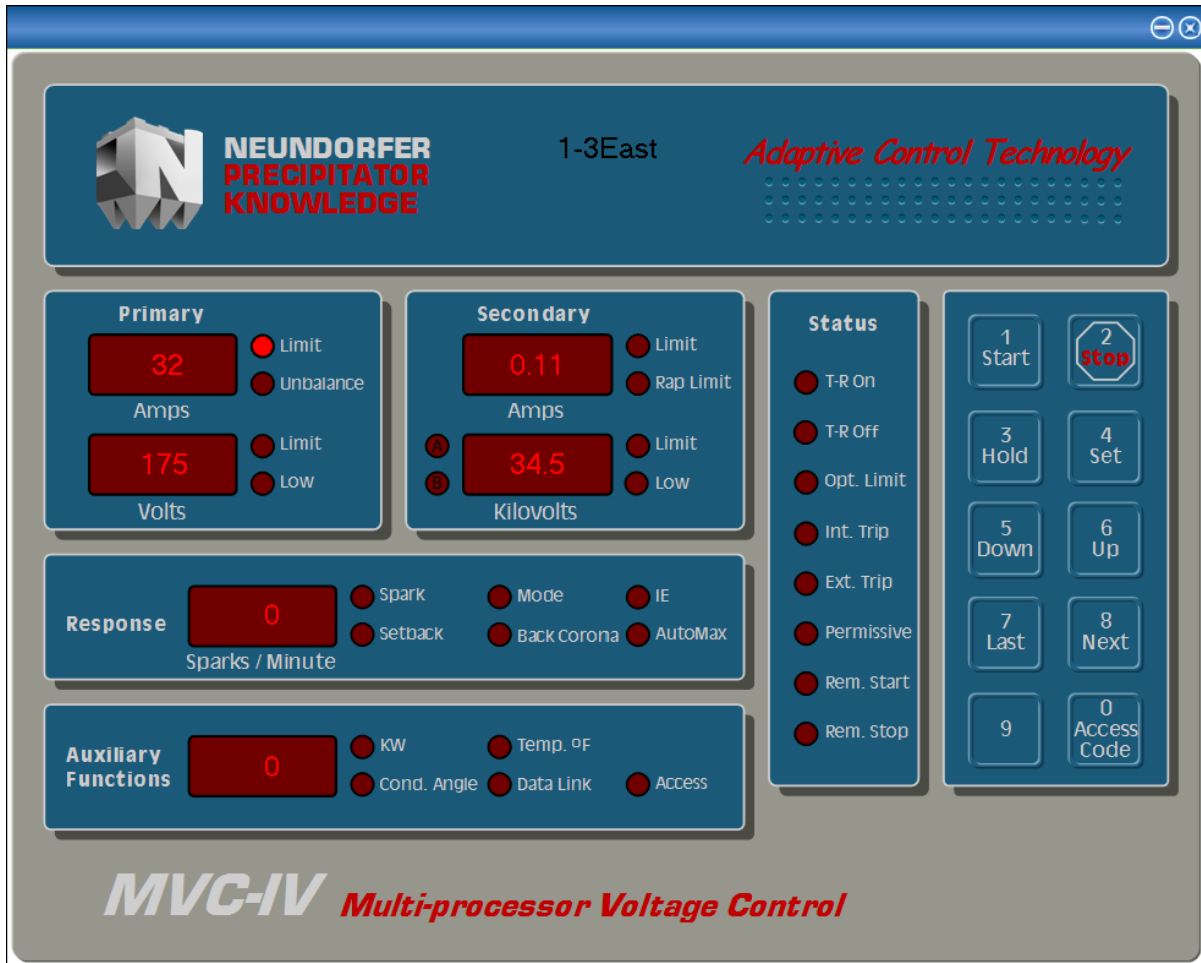 NEUNDORFER
PRECIPITATOR
KNOWLEDGE
1-3East
Adaptive Control Technology
Primary
32
Limit
Unbalance
Amps
175
Limit
Low
Volts
Secondary
0.11
Limit
Rap Limit
Amps
A
B
34.5
Limit
Low
Kilovolts
Response
0
Sparks / Minute
Spark
Setback
Mode
Back Corona
IE
AutoMax
Auxiliary
Functions
0
KW
Cond. Angle
Temp. ºF
Data Link
Access
Status
T-R On
T-R Off
Opt. Limit
Int. Trip
Ext. Trip
Permissive
Rem. Start
Rem. Stop
1
Start
2
Stop
3
Hold
4
Set
5
Down
6
Up
7
Last
8
Next
9
0
Access
Code
MVC-IV Multi-processor Voltage Control